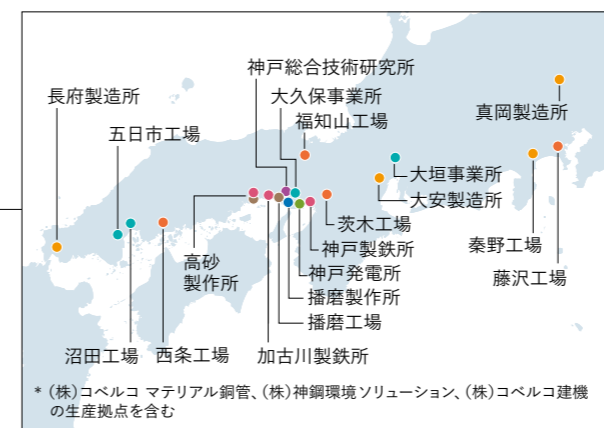 神戸総合技術研究所
長府製造所
大久保事業所
五日市工場
福知山工場
真岡製造所
大垣事業所
大安製造所
茨木工場
神戸製鉄所
高砂
製作所
神戸発電所
秦野工場
播磨製作所
藤沢工場
播磨工場
沼田工場
西条工場
加古川製鉄所
* (株)コベルコ マテリアル銅管、(株)神鋼環境ソリューション、(株)コベルコ建機
の生産拠点を含む